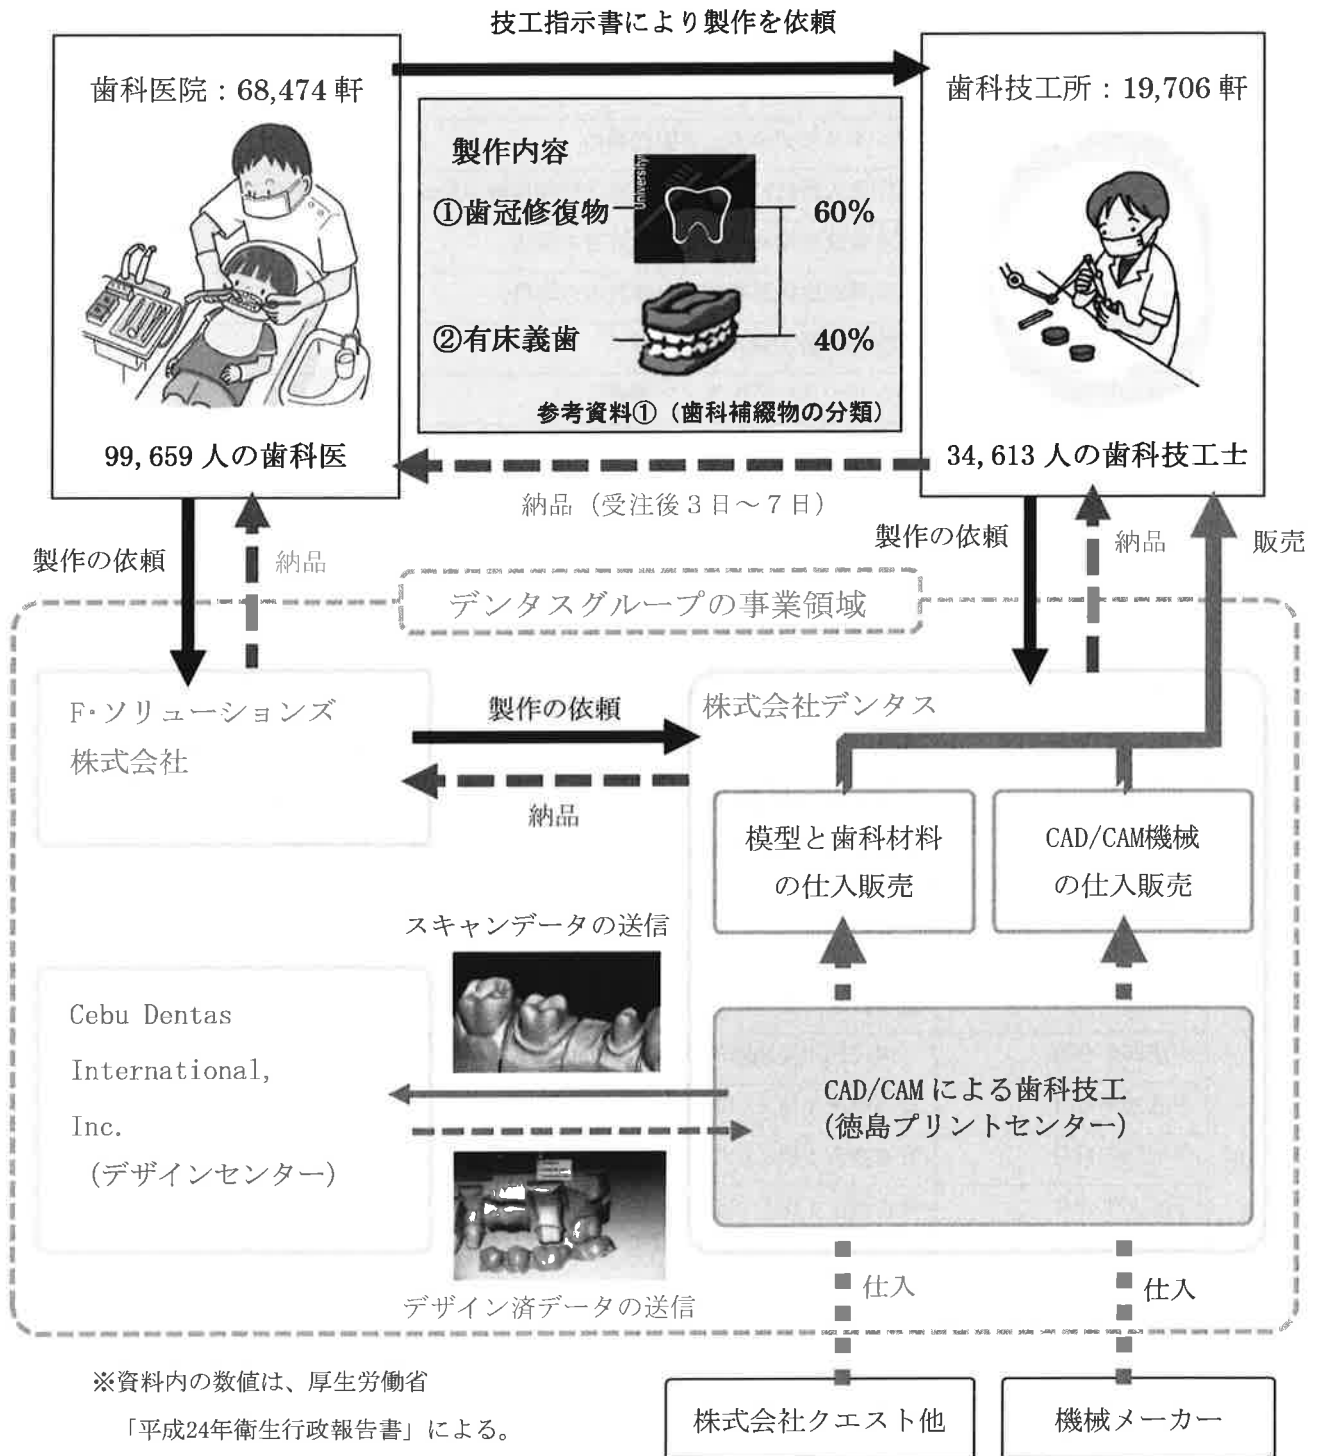 技工指示書により製作を依頼
歯科医院：68,474 軒
歯科技工所：19,706 軒
製作内容
University
①歯冠修復物
60%
②有床義歯
40%
参考資料①（歯科補綴物の分類）
99,659 人の歯科医
34,613 人の歯科技工士
納品（受注後３日～７日）
製作の依頼
納品
製作の依頼
納品
販売
デンタスグループの事業領域
F・ソリューションズ
株式会社
製作の依頼
納品
株式会社デンタス
模型と歯科材料
の仕入販売
CAD/CAM機械
の仕入販売
スキャンデータの送信
Cebu Dentas
International,
Inc.
（デザインセンター）
CAD/CAM による歯科技工
(徳島プリントセンター)
デザイン済データの送信
仕入
仕入
※資料内の数値は、厚生労働省
「平成24年衛生行政報告書」による。
株式会社クエスト他
機械メーカー